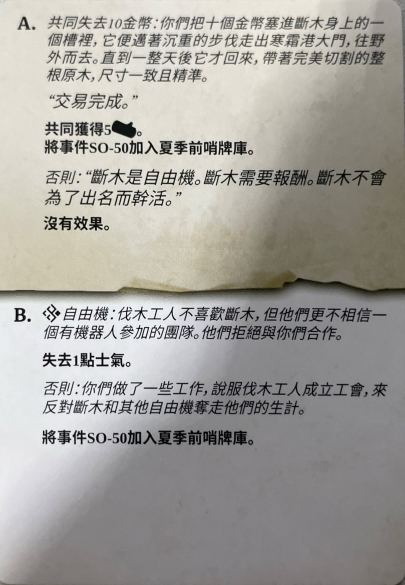 A. 共同失去10金幣：你們把十個金幣塞進斷木身上的一
個槽裡，它便邁著沉重的步伐走出寒霜港大門，往野
外而去。直到一整天後它才回來，帶著完美切割的整
根原木，尺寸一致且精準。
“交易完成。”
共同獲得5。
將事件SO-50加入夏季前哨牌庫。
否則：“斷木是自由機。斷木需要報酬。斷木不會
為了出名而幹活。”
沒有效果。
B. 自由機：伐木工人不喜歡斷木，但他們更不相信一
個有機器人參加的團隊。他們拒絕與你們合作。
失去1點士氣。
否則：你們做了一些工作，說服伐木工人成立工會，來
反對斷木和其他自由機奪走他們的生計。
將事件SO-50加入夏季前哨牌庫。